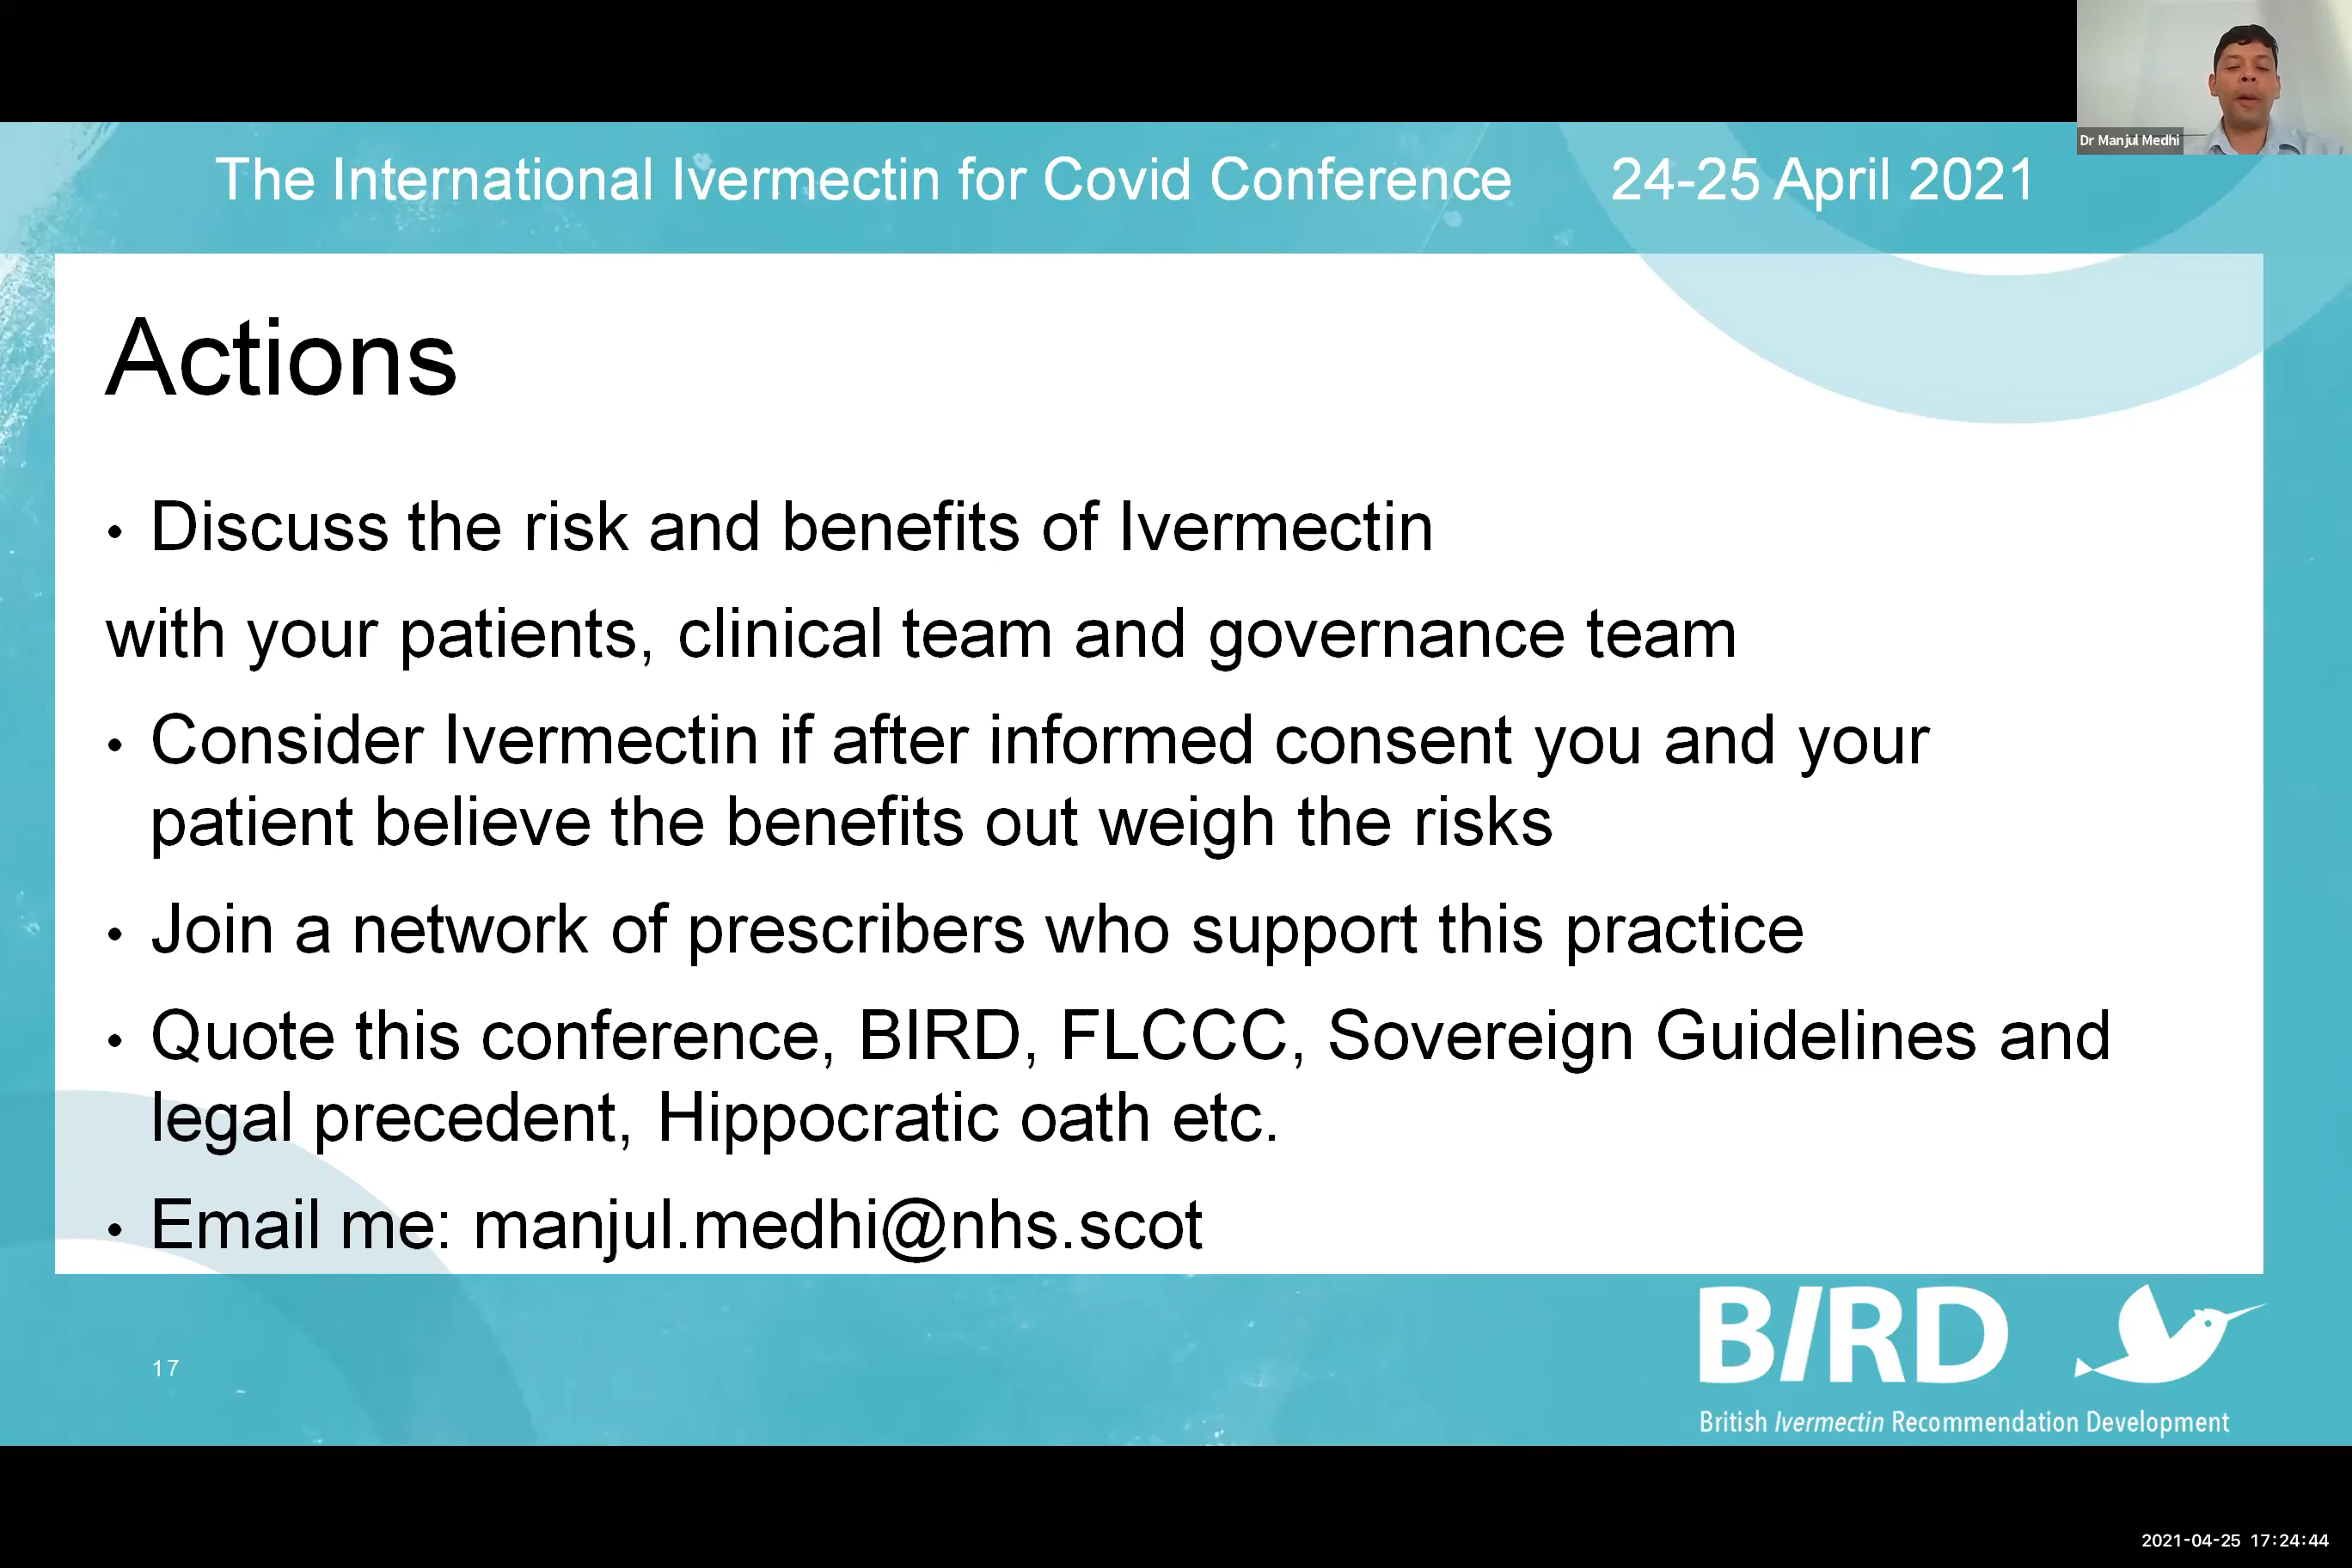 Dr Manjul Medhi
The International Ivermectin for Covid Conference 24-25 April 2021
Actions
• Discuss the risk and benefits of Ivermectin
with your patients, clinical team and governance team
• Consider Ivermectin if after informed consent you and your
patient believe the benefits out weigh the risks
• Join a network of prescribers who support this practice
• Quote this conference, BIRD, FLCCC, Sovereign Guidelines and
legal precedent, Hippocratic oath etc.
• Email me: manjul.medhi@nhs.scot
17
BIRD
British Ivermectin Recommendation Development
2021-04-25 17:24:44